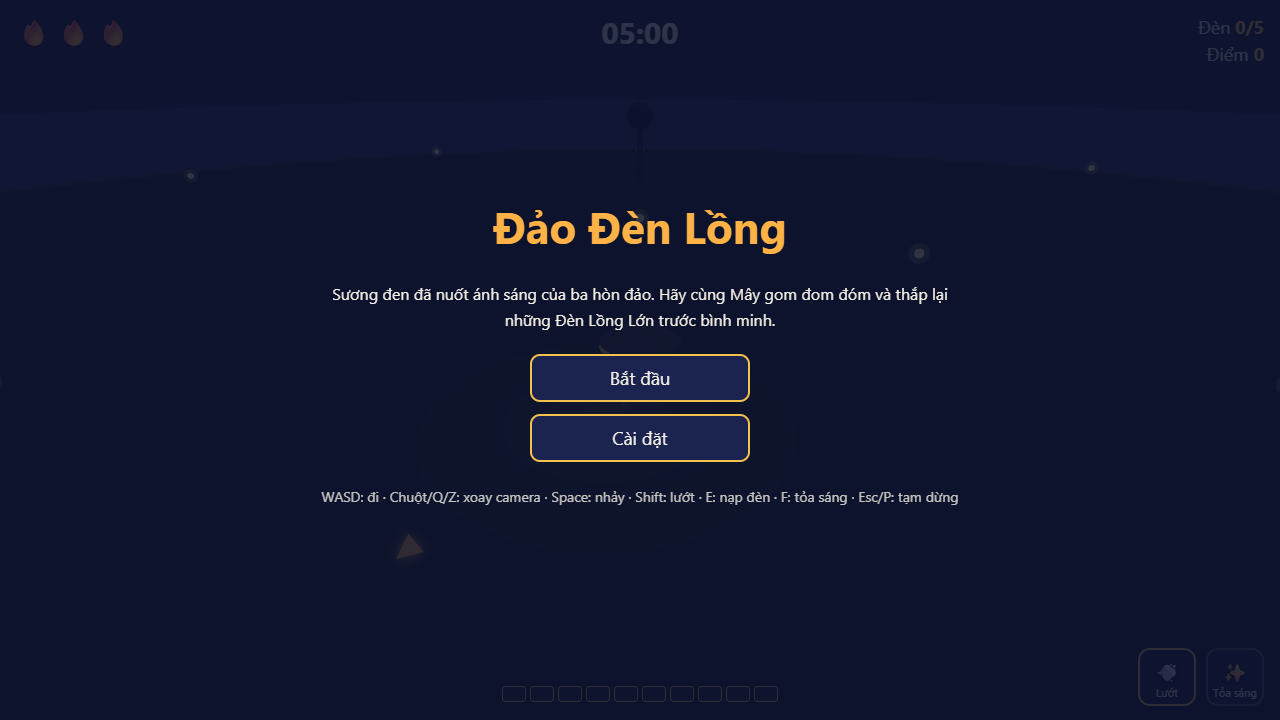 05:00
Đèn 0/5
Điểm 0
Đảo Đèn Lồng
Sương đen đã nuốt ánh sáng của ba hòn đảo. Hãy cùng Mây gom đom đóm và thắp lại
những Đèn Lồng Lớn trước bình minh.
Bắt đầu
Cài đặt
WASD: đi · Chuột/Q/Z: xoay camera · Space: nhảy · Shift: lướt · E: nạp đèn · F: tỏa sáng · Esc/P: tạm dừng
Lướt
Tỏa sáng